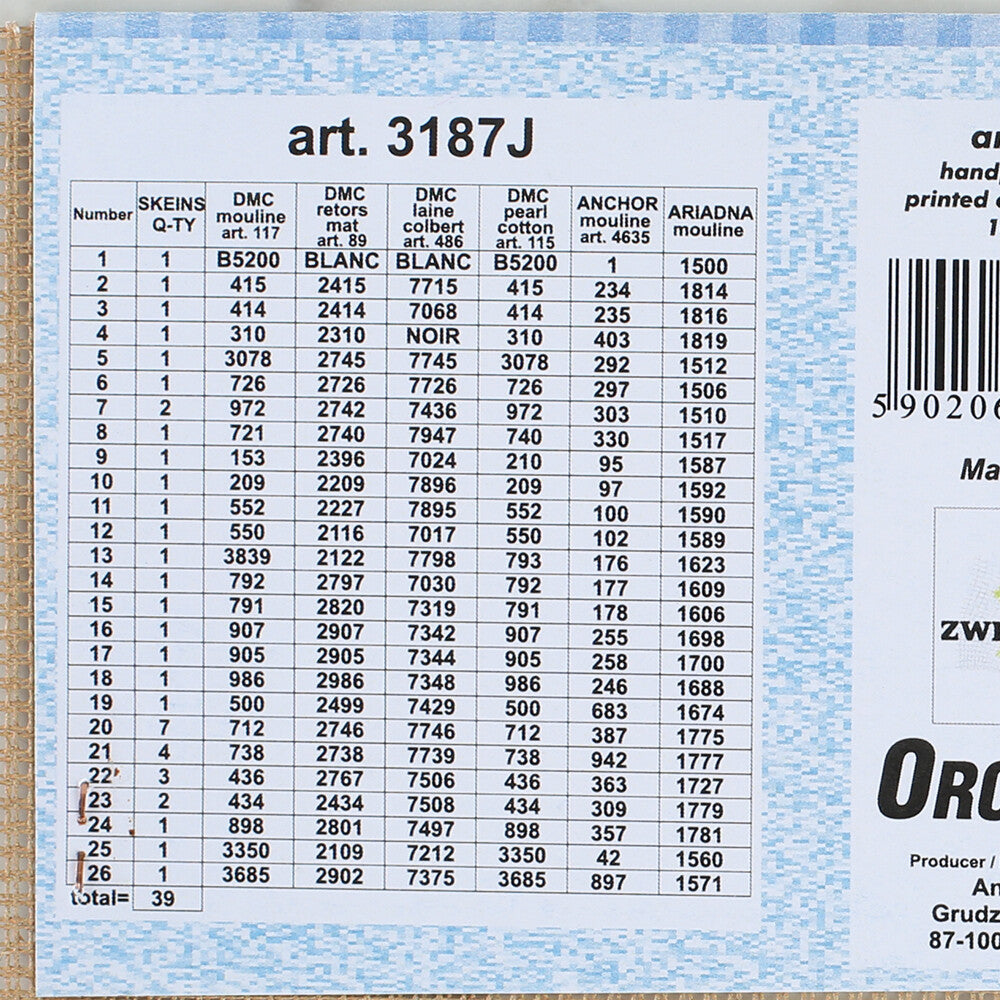 art. 3187J
Number SKEINS Q-TY DMC mouline art. 117 DMC retors mat art. 89 DMC laine colbert art. 486 DMC pearl cotton art. 115 ANCHOR mouline art. 4635 ARIADNA mouline
1 1 B5200 BLANC BLANC B5200 1 1500
2 1 415 2415 7715 415 234 1814
3 1 414 2414 7068 414 235 1816
4 1 310 2310 NOIR 310 403 1819
5 1 3078 2745 7745 3078 292 1512
6 1 726 2726 7726 726 297 1506
7 2 972 2742 7436 972 303 1510
8 1 721 2740 7947 740 330 1517
9 1 153 2396 7024 210 95 1587
10 1 209 2209 7896 209 97 1592
11 1 552 2227 7895 552 100 1590
12 1 550 2116 7017 550 102 1589
13 1 3839 2122 7798 793 176 1623
14 1 792 2797 7030 792 177 1609
15 1 791 2820 7319 791 178 1606
16 1 907 2907 7342 907 255 1698
17 1 905 2905 7344 905 258 1700
18 1 986 2986 7348 986 246 1688
19 1 500 2499 7429 500 683 1674
20 7 712 2746 7746 712 387 1775
21 4 738 2738 7739 738 942 1777
22 3 436 2767 7506 436 363 1727
23 2 434 2434 7508 434 309 1779
24 1 898 2801 7497 898 357 1781
25 1 3350 2109 7212 3350 42 1560
26 1 3685 2902 7375 3685 897 1571
total= 39
printed
5 90206
Producer /
87-100